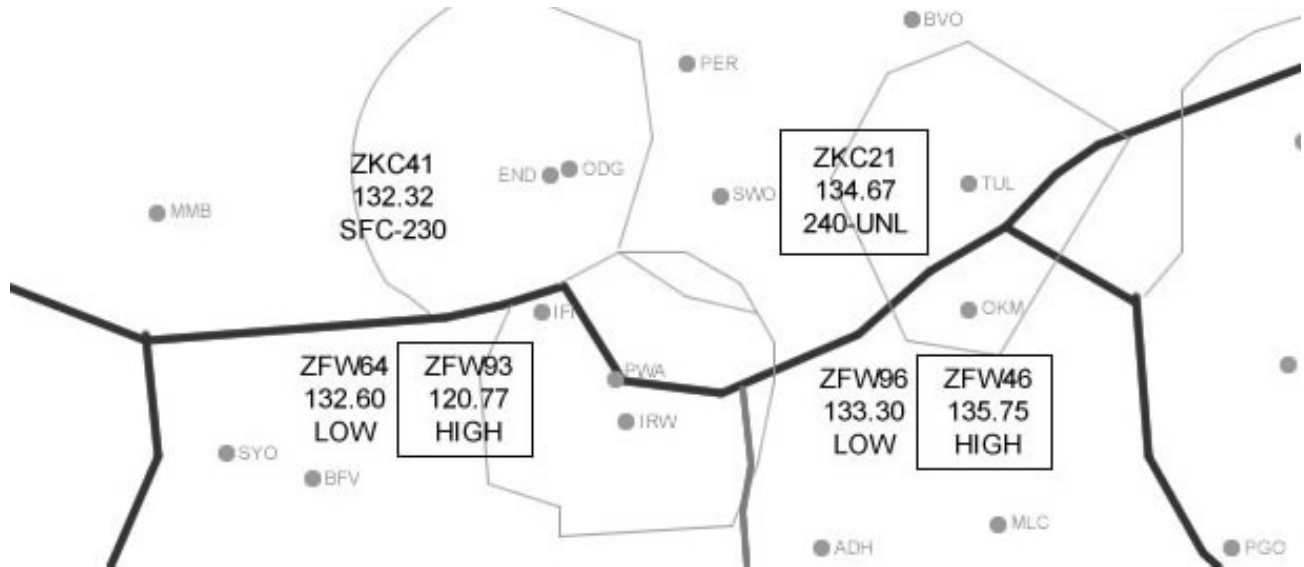 BVO
PER
ZKC41
132.32
SFC-230
END
ODG
ZKC21
134.67
240-UNL
TUL
SWO
MMB
IFI
OKM
ZFW64
132.60
LOW
ZFW93
120.77
HIGH
PWA
ZFW96
133.30
LOW
ZFW46
135.75
HIGH
IRW
SYO
BFV
MLC
ADH
PGO